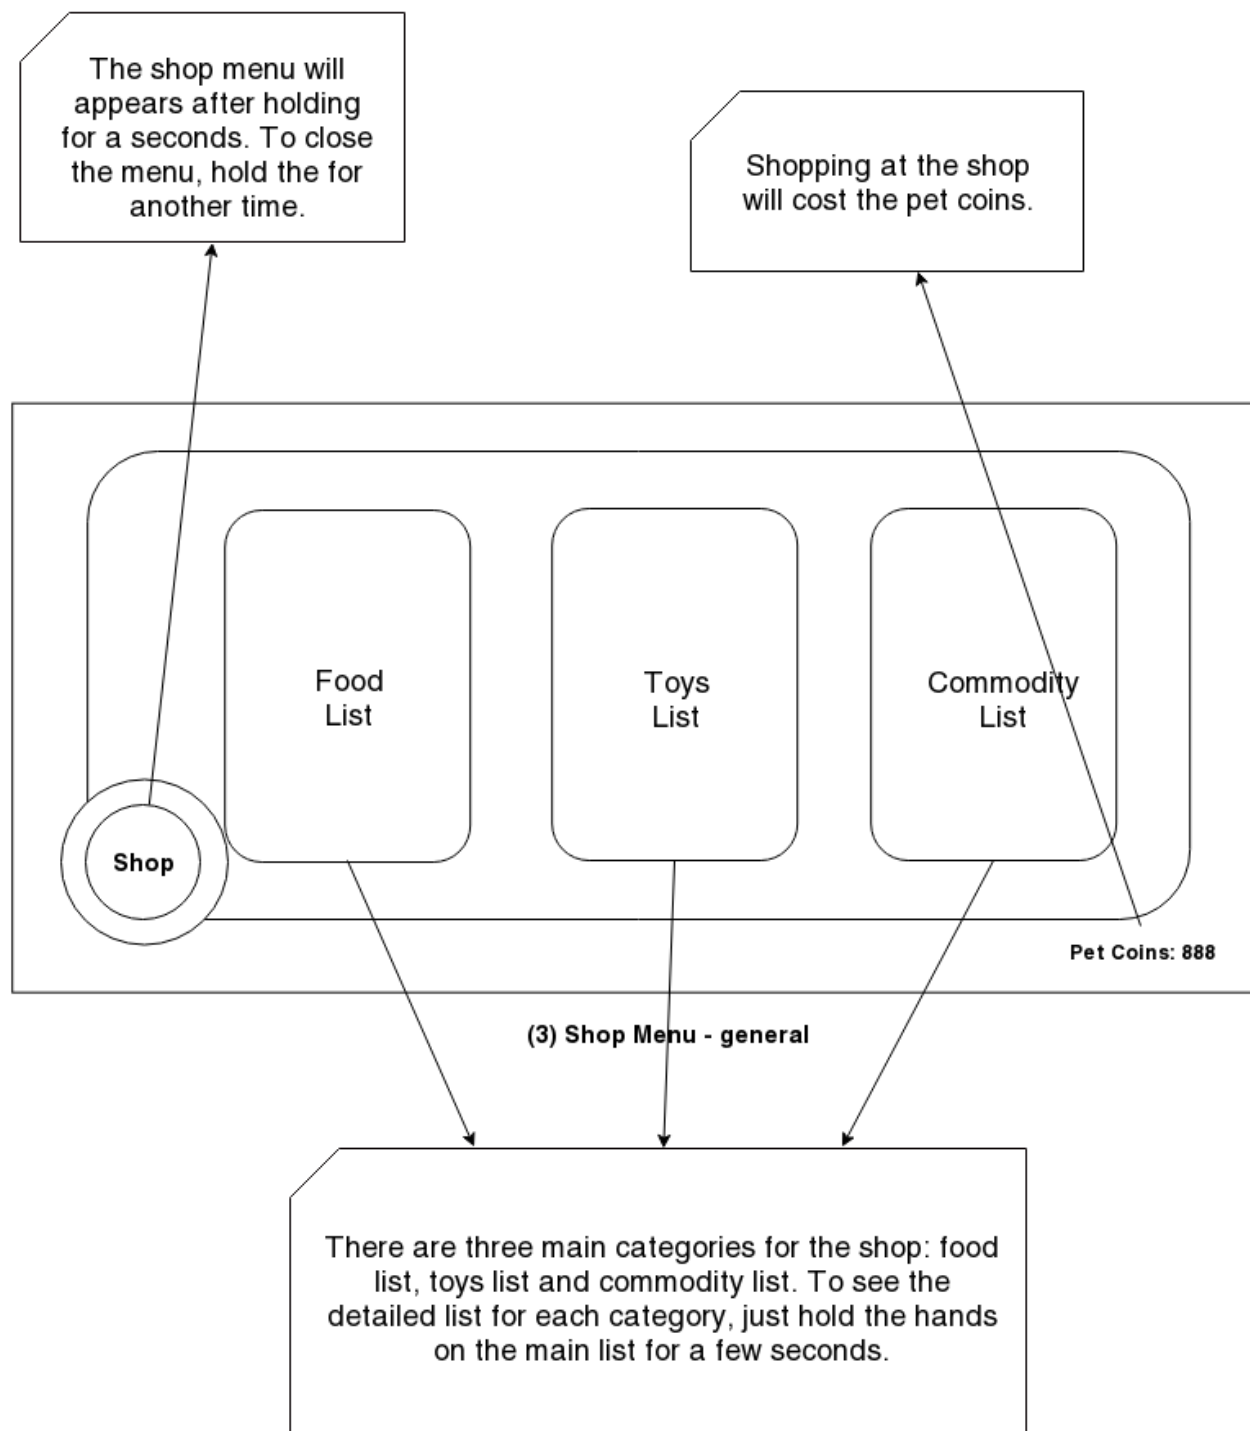 The shop menu will
appears after holding
for a seconds. To close
the menu, hold the for
another time.
Shopping at the shop
will cost the pet coins.
Food
List
Toys
List
Commodity
List
Shop
Pet Coins: 888
(3) Shop Menu - general
There are three main categories for the shop: food
list, toys list and commodity list. To see the
detailed list for each category, just hold the hands
on the main list for a few seconds.